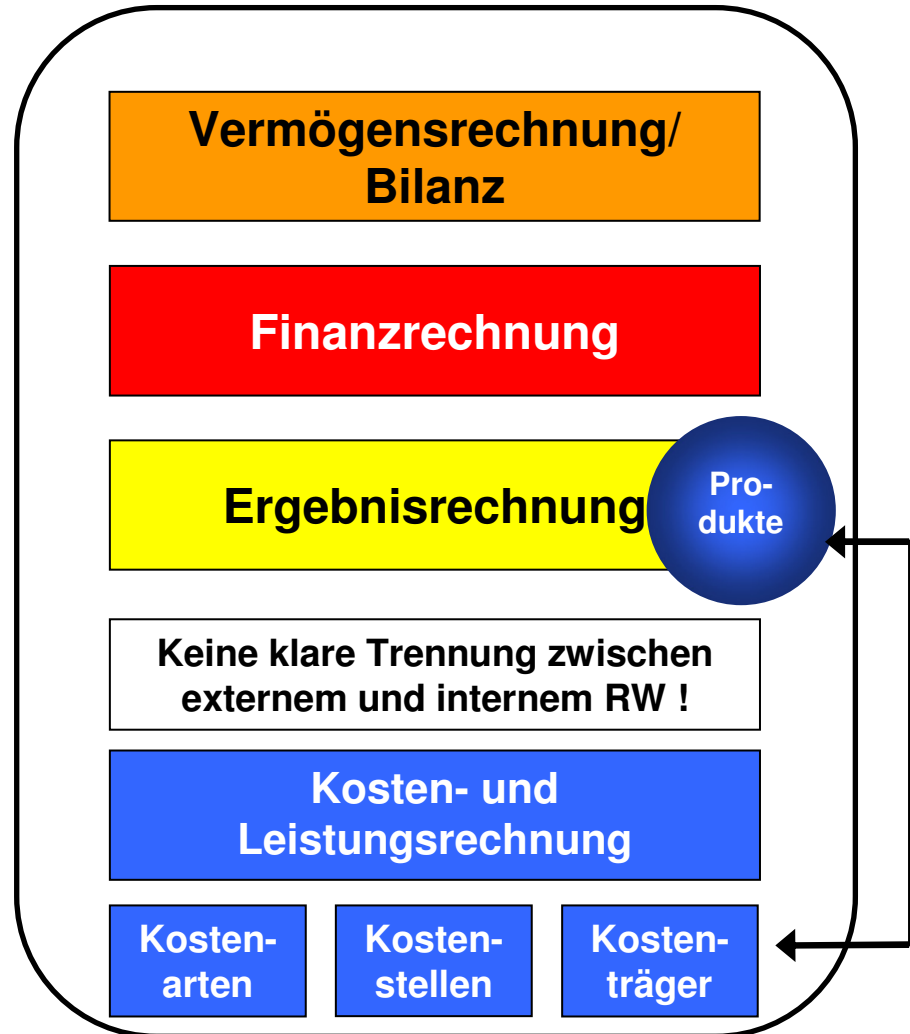 Vermögensrechnung/
Bilanz
Finanzrechnung
Ergebnisrechnung
Pro-
dukte
Keine klare Trennung zwischen
externem und internem RW !
Kosten- und
Leistungsrechnung
Kosten-
arten
Kosten-
stellen
Kosten-
träger